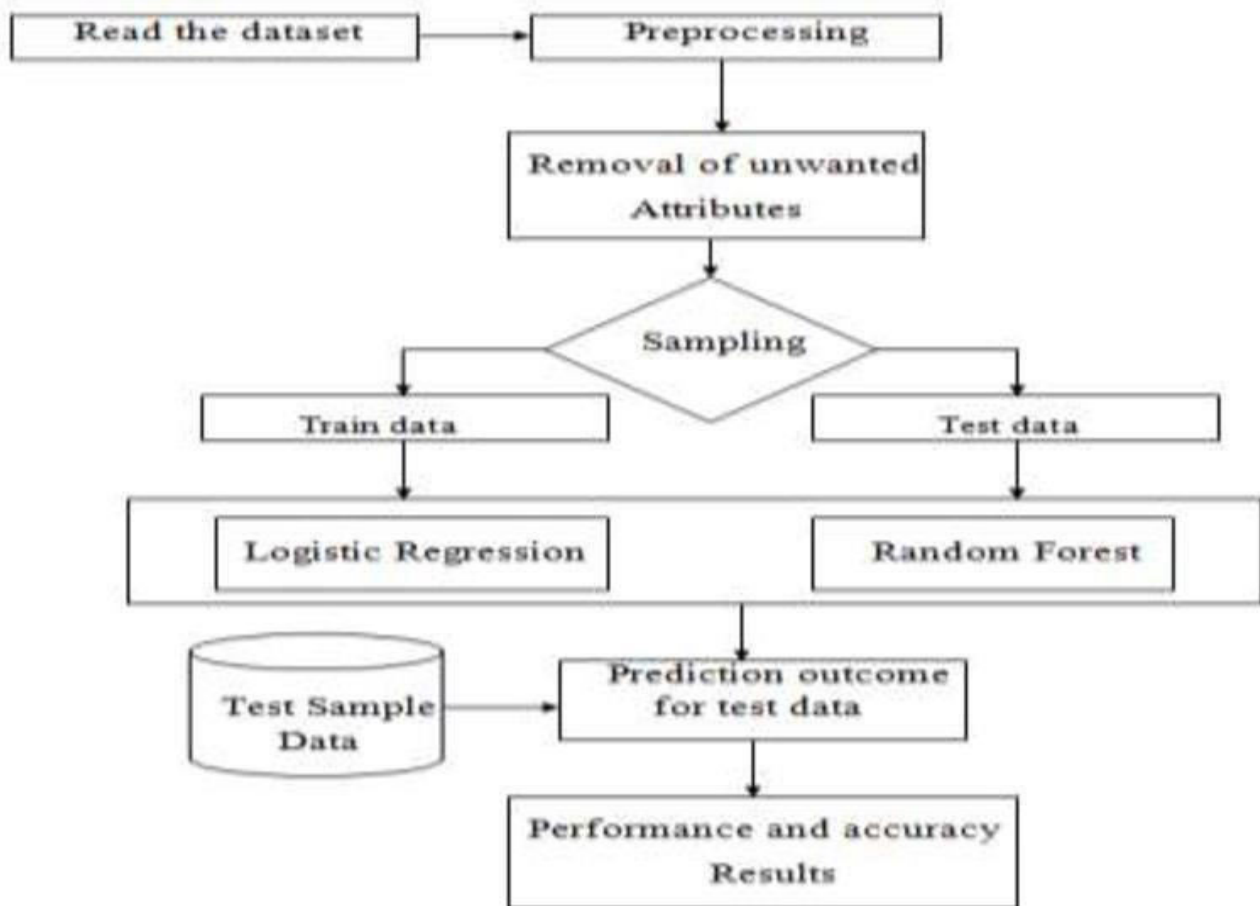 Read the dataset
Preprocessing
Removal of unwanted
Attributes
Sampling
Train data
Test data
Logistic Regression
Random Forest
Test Sample
Data
Prediction outcome
for test data
Performance and accuracy
Results